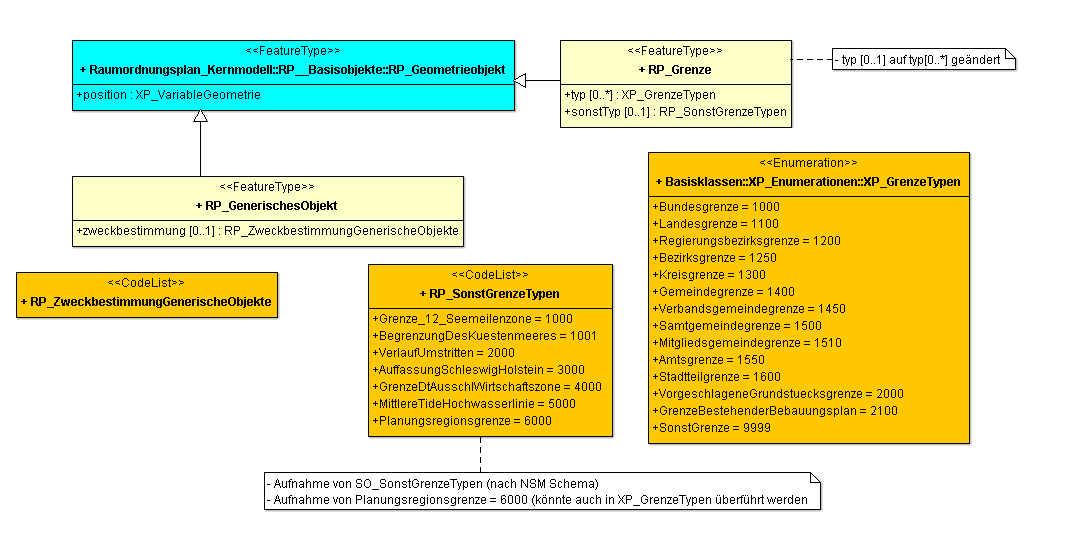 <<FeatureType>>
+ Raumordnungsplan_Kernmodell::RP__Basisobjekte::RP_Geometrieobjekt
+position : XP_VariableGeometrie
<<FeatureType>>
+ RP_Grenze
+typ [0..*] : XP_GrenzeTypen
+sonstTyp [0..1] : RP_SonstGrenzeTypen
- typ [0..1] auf typ[0..*] geändert
<<FeatureType>>
+ RP_GenerischesObjekt
+zweckbestimmung [0..1] : RP_ZweckbestimmungGenerischeObjekte
<<Enumeration>>
+ Basisklassen::XP_Enumerationen::XP_GrenzeTypen
+Bundesgrenze = 1000
+Landesgrenze = 1100
+Regierungsbezirksgrenze = 1200
+Bezirksgrenze = 1250
+Kreisgrenze = 1300
+Gemeindegrenze = 1400
+Verbandsgemeindegrenze = 1450
+Samtgemeindegrenze = 1500
+Mitgliedsgemeindegrenze = 1510
+Amtsgrenze = 1550
+Stadtteilgrenze = 1600
+VorgeschlageneGrundstuecksgrenze = 2000
+GrenzeBestehenderBebauungsplan = 2100
+SonstGrenze = 9999
<<CodeList>>
+ RP_ZweckbestimmungGenerischeObjekte
<<CodeList>>
+ RP_SonstGrenzeTypen
+Grenze_12_Seemeilenzone = 1000
+BegrenzungDesKuestenmeeres = 1001
+VerlaufUmstritten = 2000
+AuffassungSchleswigHolstein = 3000
+GrenzeDtAusschlWirtschaftszone = 4000
+MittlereTideHochwasserlinie = 5000
+Planungsregionsgrenze = 6000
- Aufnahme von SO_SonstGrenzeTypen (nach NSM Schema)
- Aufnahme von Planungsregionsgrenze = 6000 (könnte auch in XP_GrenzeTypen überführt werden